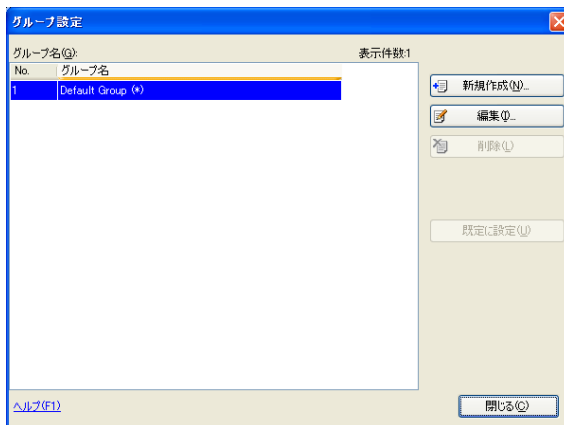 グループ設定
グループ名(G):
表示件数:1
No. グループ名
1 Default Group (*)
新規作成(N)...
編集(I)...
削除(L)
既定に設定(U)
ヘルプ(F1)
閉じる(C)